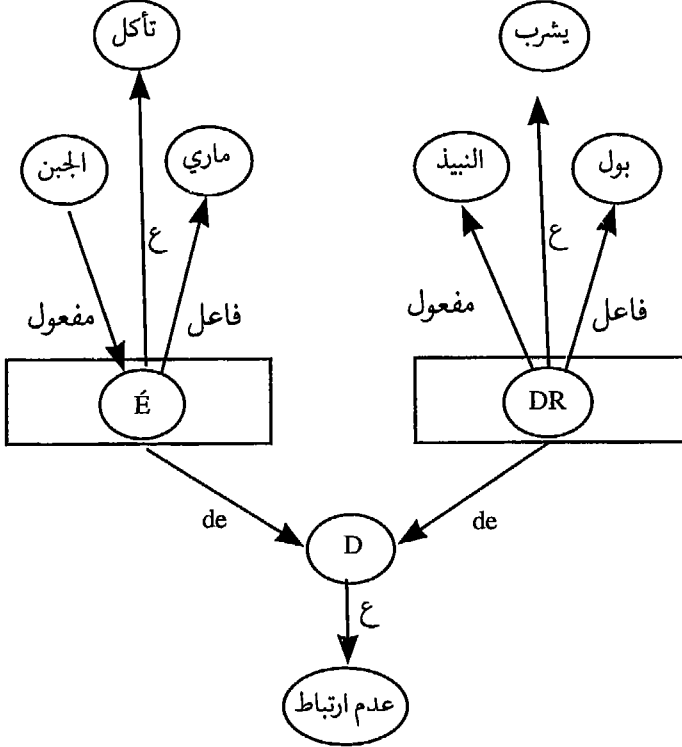 يشرب تأكل
بول النبيذ ماري الجبن
ع ع
فاعل مفعول فاعل مفعول
É DR
de de
D
ع
عدم ارتباط